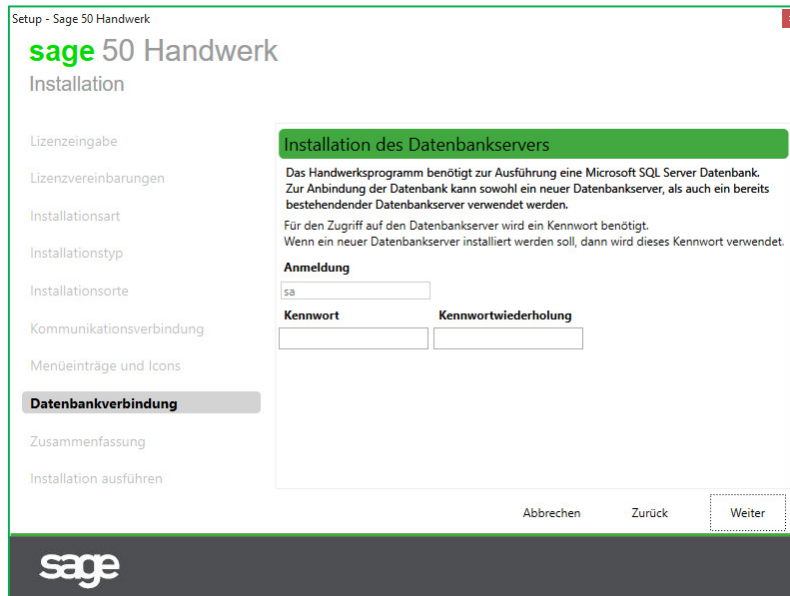 Setup - Sage 50 Handwerk
sage 50 Handwerk
Installation
Lizenzeingabe
Lizenzvereinbarungen
Installationsart
Installationstyp
Installationsorte
Kommunikationsverbindung
Menüeinträge und Icons
Datenbankverbindung
Zusammenfassung
Installation ausführen
Installation des Datenbankservers
Das Handwerksprogramm benötigt zur Ausführung eine Microsoft SQL Server Datenbank.
Zur Anbindung der Datenbank kann sowohl ein neuer Datenbankserver, als auch ein bereits
bestehendender Datenbankserver verwendet werden.
Für den Zugriff auf den Datenbankserver wird ein Kennwort benötigt.
Wenn ein neuer Datenbankserver installiert werden soll, dann wird dieses Kennwort verwendet.
Anmeldung
sa
Kennwort Kennwortwiederholung
Abbrechen Zurück Weiter
sage